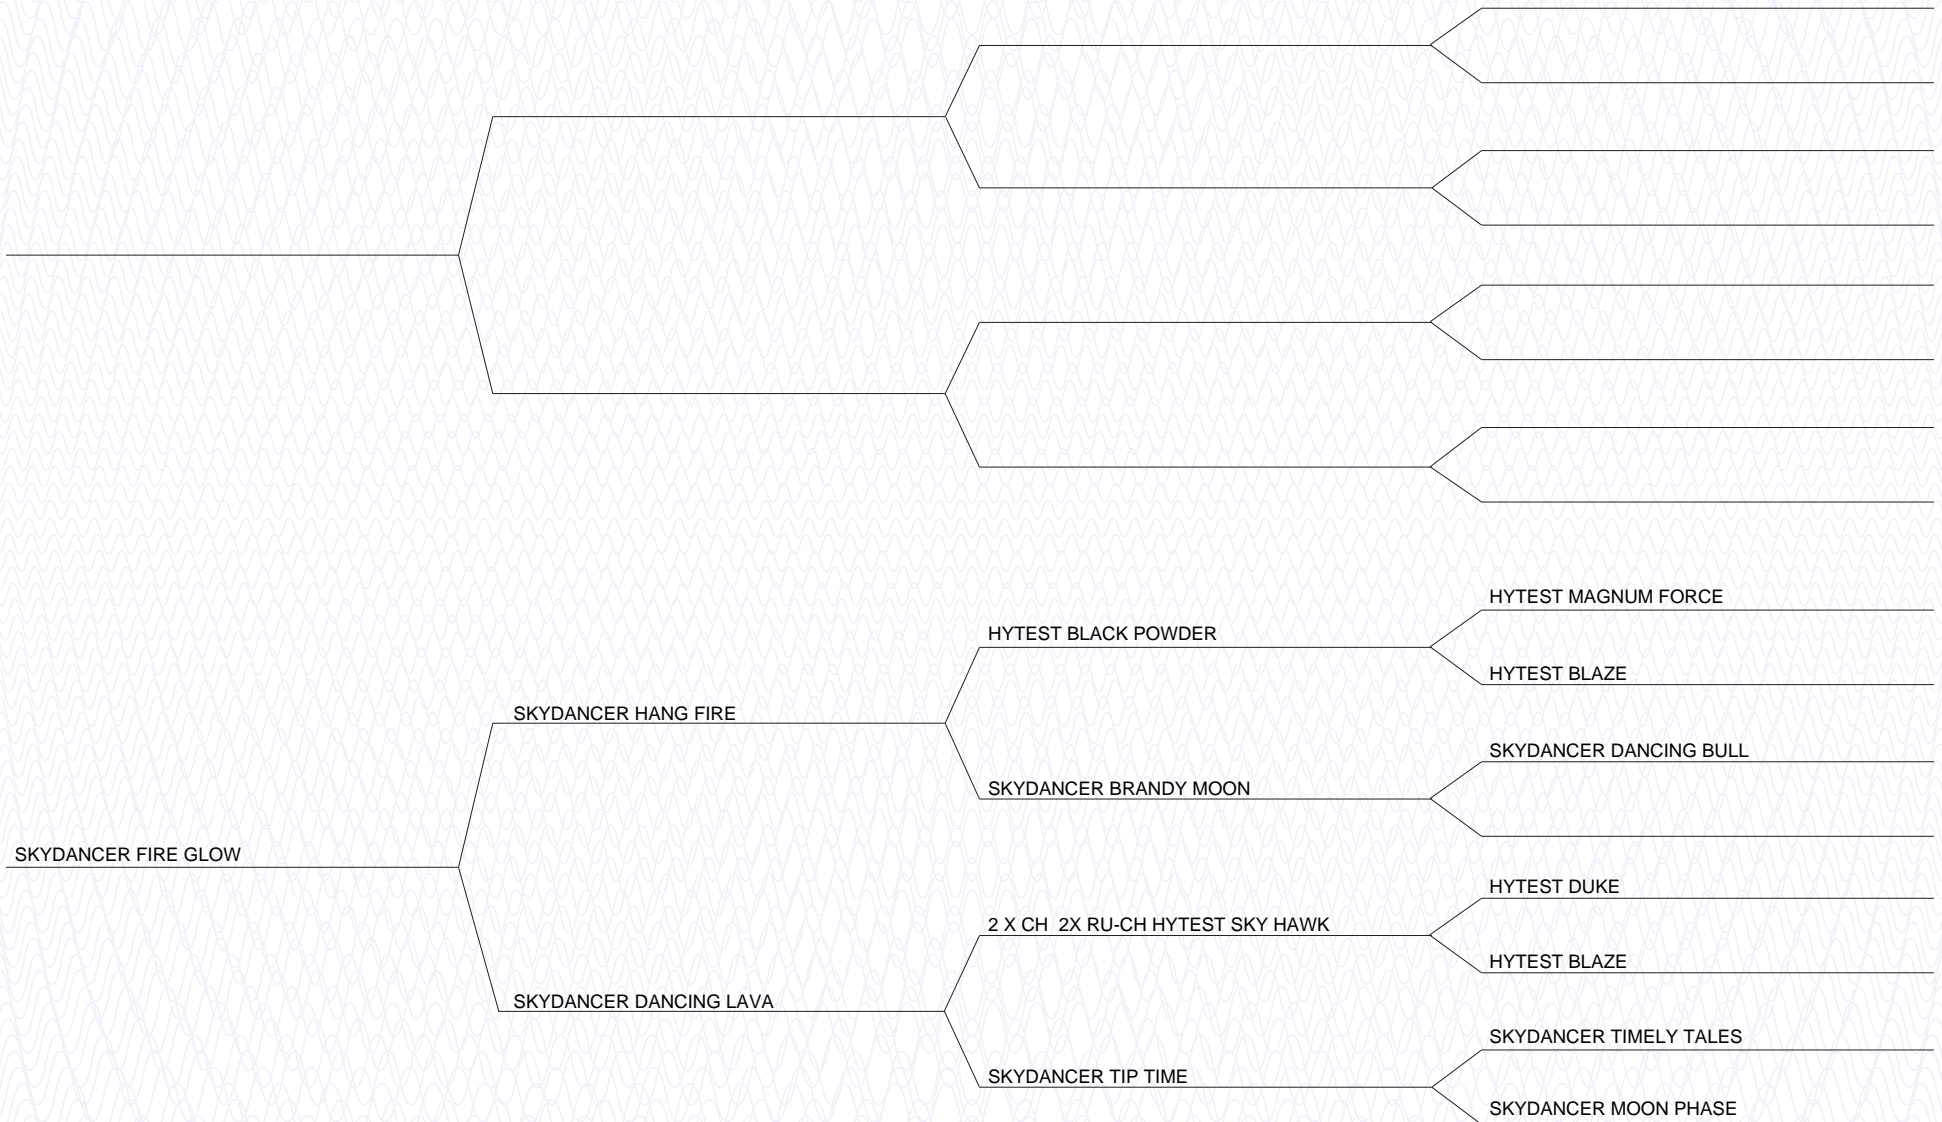 HYTEST MAGNUM FORCE
HYTEST BLACK POWDER
HYTEST BLAZE
SKYDANCER HANG FIRE
SKYDANCER DANCING BULL
SKYDANCER BRANDY MOON
SKYDANCER FIRE GLOW
HYTEST DUKE
2 X CH  2X RU-CH HYTEST SKY HAWK
HYTEST BLAZE
SKYDANCER DANCING LAVA
SKYDANCER TIMELY TALES
SKYDANCER TIP TIME
SKYDANCER MOON PHASE